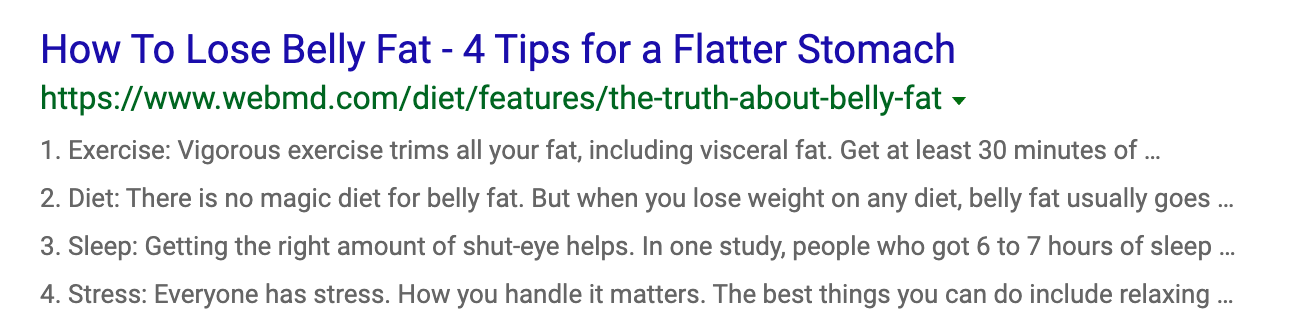 How To Lose Belly Fat - 4 Tips for a Flatter Stomach
https://www.webmd.com/diet/features/the-truth-about-belly-fat
1. Exercise: Vigorous exercise trims all your fat, including visceral fat. Get at least 30 minutes of ...
2. Diet: There is no magic diet for belly fat. But when you lose weight on any diet, belly fat usually goes ...
3. Sleep: Getting the right amount of shut-eye helps. In one study, people who got 6 to 7 hours of sleep ...
4. Stress: Everyone has stress. How you handle it matters. The best things you can do include relaxing ...